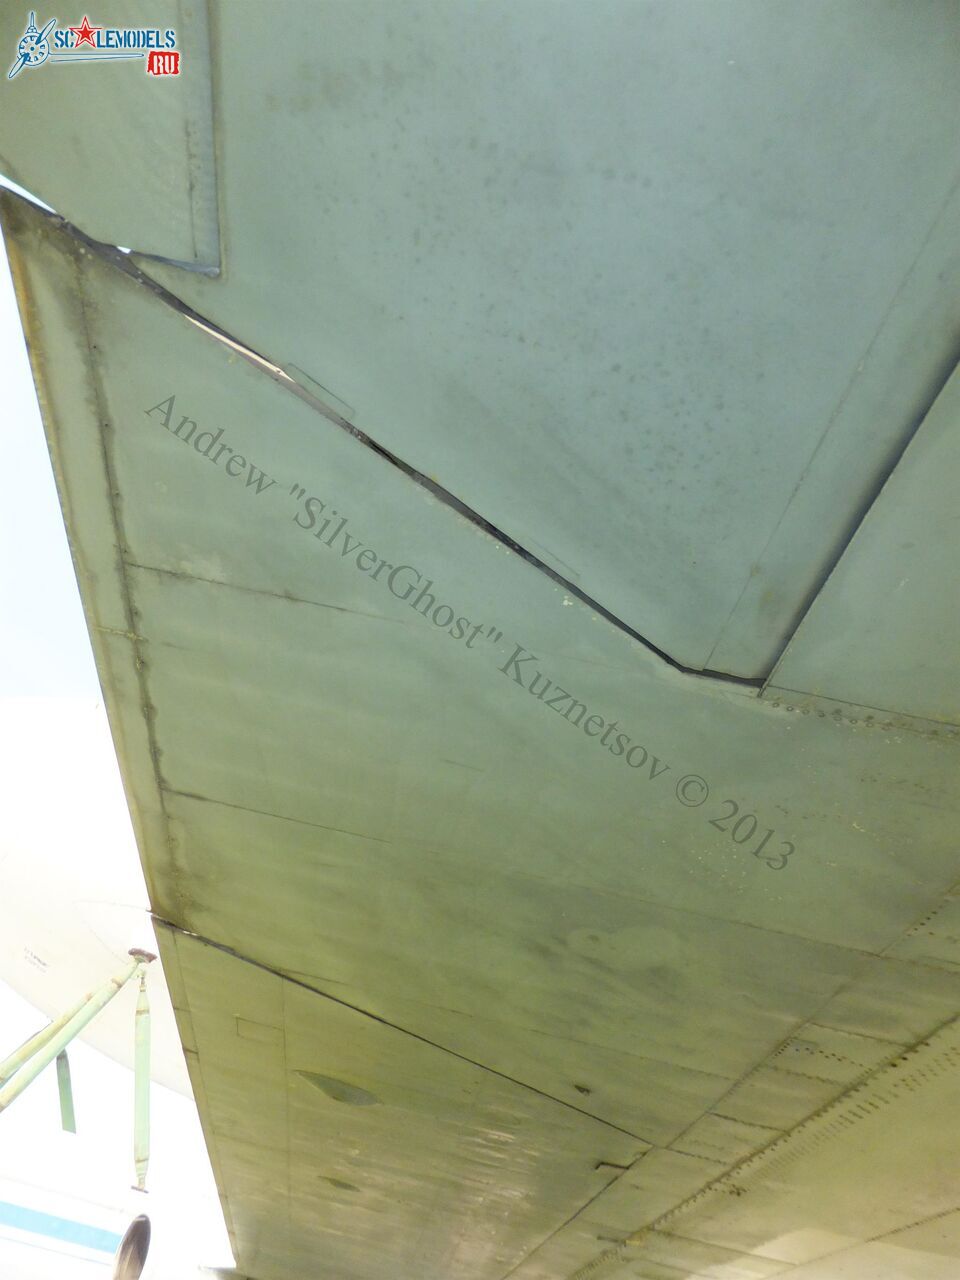 SCALEMODELS
RU
Andrew "SilverGhost" Kuznetsov © 2013